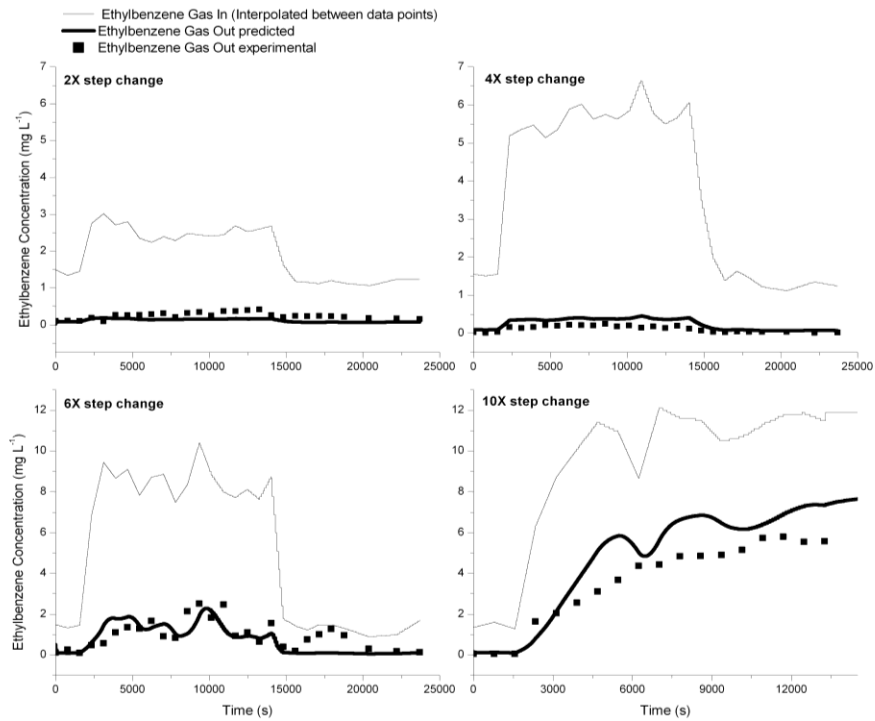 Ethylbenzene Gas In (Interpolated between data points)
Ethylbenzene Gas Out predicted
Ethylbenzene Gas Out experimental
2X step change
7
6
5
4
3
2
1
0
Ethylbenzene Concentration (mg L⁻¹)
0 5000 10000 15000 20000 25000
4X step change
7
6
5
4
3
2
1
0
0 5000 10000 15000 20000 25000
6X step change
12
10
8
6
4
2
0
Ethylbenzene Concentration (mg L⁻¹)
0 5000 10000 15000 20000 25000
Time (s)
10X step change
12
10
8
6
4
2
0
0 3000 6000 9000 12000
Time (s)